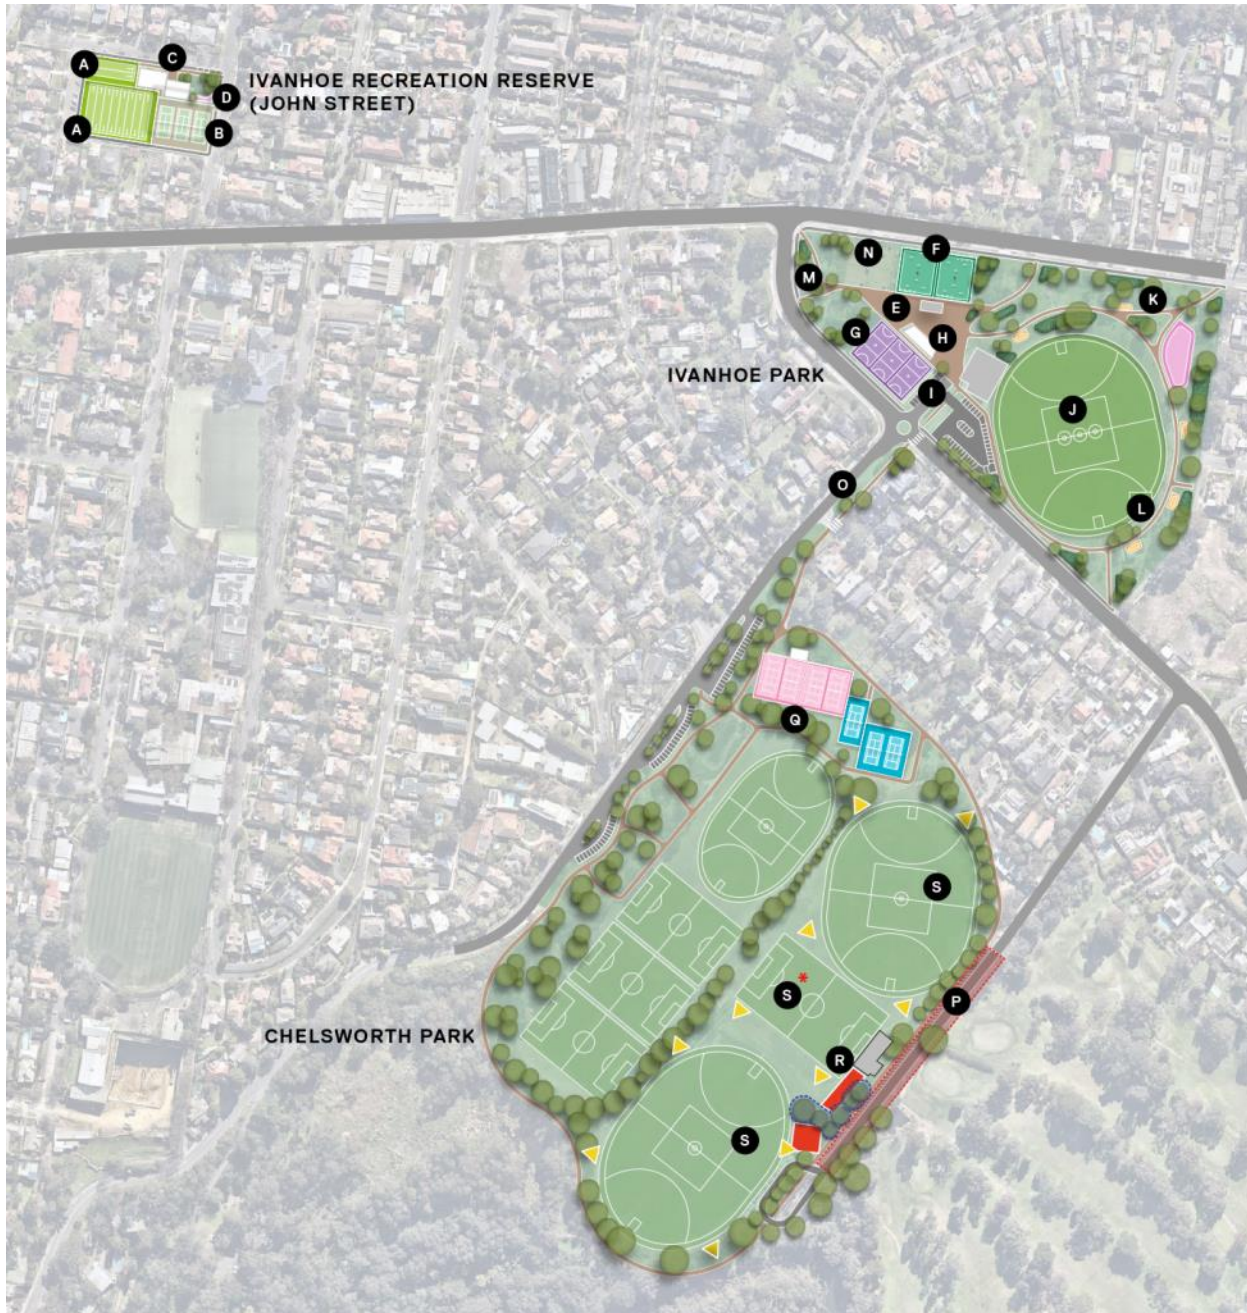 C
A
IVANHOE RECREATION RESERVE
D
(JOHN STREET)
A
B
N
F
M
K
E
G
H
IVANHOE PARK
I
J
O
L
Q
S
S
P
CHELSWORTH PARK
R
S